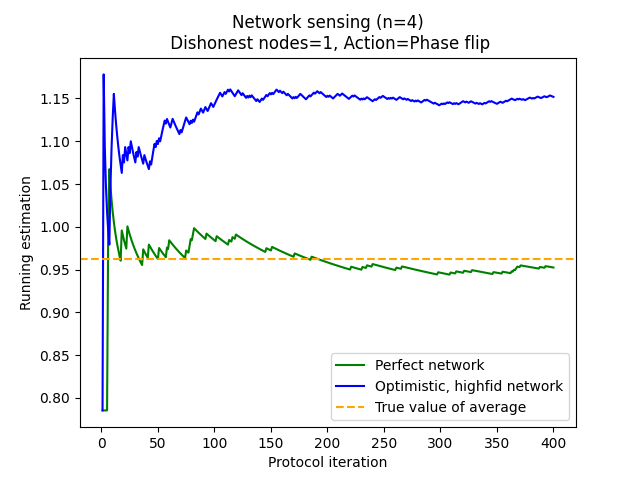 Network sensing (n=4)
Dishonest nodes=1, Action=Phase flip
Running estimation
1.15
1.10
1.05
1.00
0.95
0.90
0.85
0.80
Perfect network
Optimistic, highfid network
True value of average
0 50 100 150 200 250 300 350 400
Protocol iteration